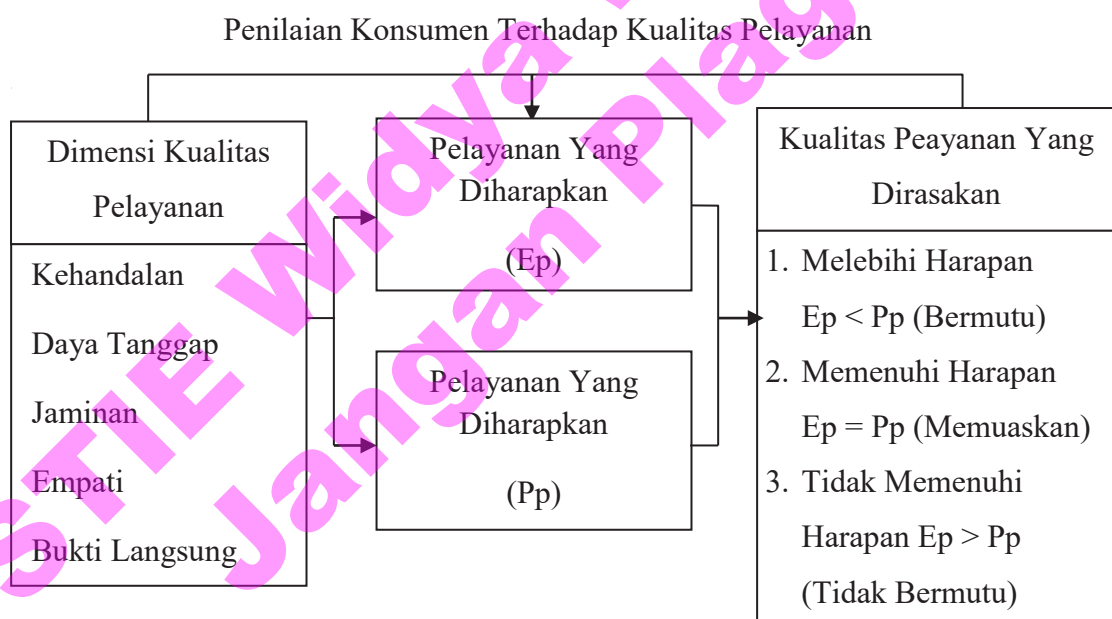 Penilaian Konsumen Terhadap Kualitas Pelayanan
Dimensi Kualitas
Pelayanan
Kehandalan
Daya Tanggap
Jaminan
Empati
Bukti Langsung
Pelayanan Yang
Diharapkan
(Ep)
Pelayanan Yang
Diharapkan
(Pp)
Kualitas Peayanan Yang
Dirasakan
1. Melebihi Harapan
Ep < Pp (Bermutu)
2. Memenuhi Harapan
Ep = Pp (Memuaskan)
3. Tidak Memenuhi
Harapan Ep > Pp
(Tidak Bermutu)
STIE Widya
Jangan